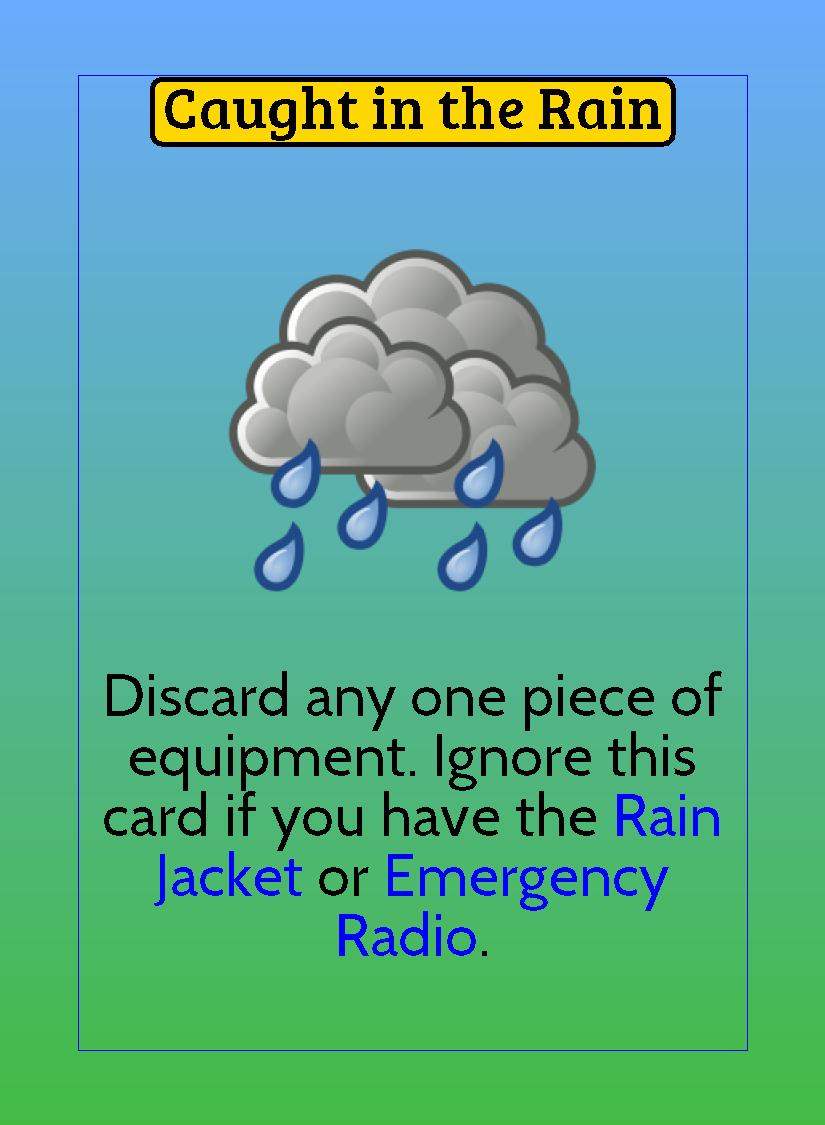 Caught in the Rain
Discard any one piece of
equipment. Ignore this
card if you have the Rain
Jacket or Emergency
Radio.